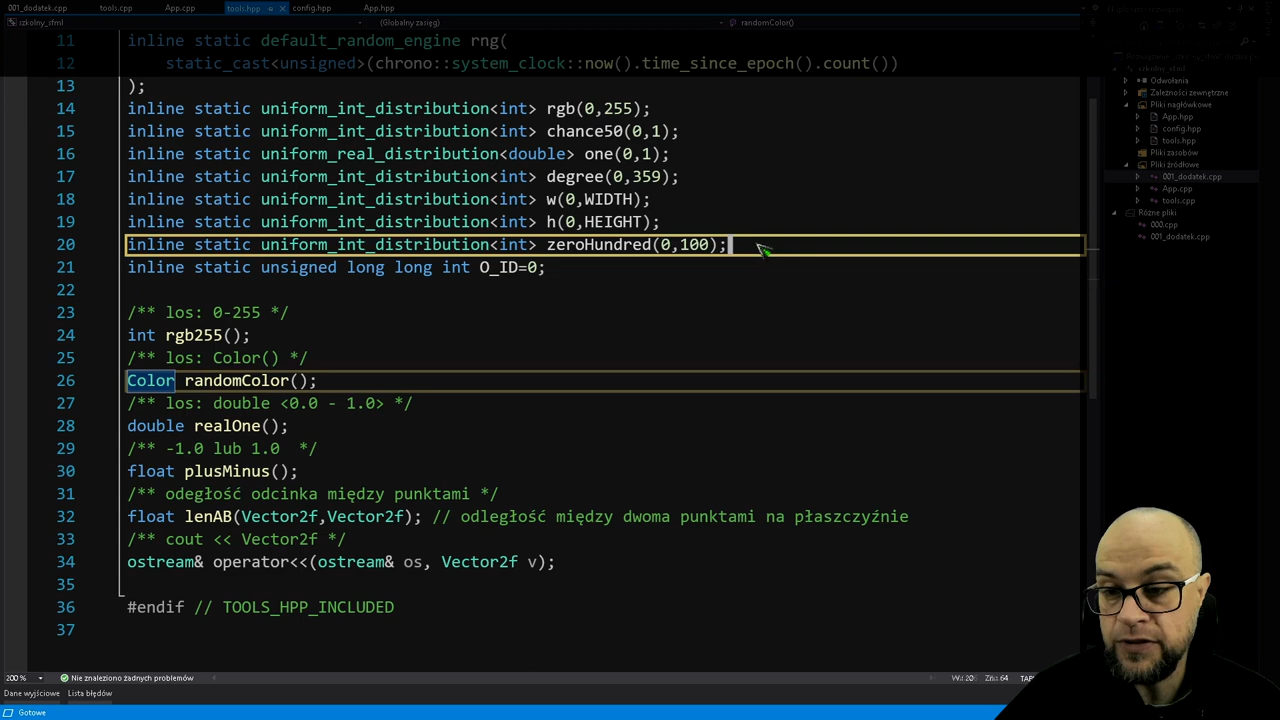 001_dodatek.cpp
tools.cpp
App.cpp
tools.hpp
config.hpp
App.hpp
szkolny_sfml
(Globalny zasięg)
randomColor()
11 inline static default_random_engine rng(
12 static_cast<unsigned>(chrono::system_clock::now().time_since_epoch().count())
13 );
14 inline static uniform_int_distribution<int> rgb(0,255);
15 inline static uniform_int_distribution<int> chance50(0,1);
16 inline static uniform_real_distribution<double> one(0,1);
17 inline static uniform_int_distribution<int> degree(0,359);
18 inline static uniform_int_distribution<int> w(0,WIDTH);
19 inline static uniform_int_distribution<int> h(0,HEIGHT);
20 inline static uniform_int_distribution<int> zeroHundred(0,100);
21 inline static unsigned long long int O_ID=0;
22
23 /** los: 0-255 */
24 int rgb255();
25 /** los: Color() */
26 Color randomColor();
27 /** los: double <0.0 - 1.0> */
28 double realOne();
29 /** -1.0 lub 1.0 */
30 float plusMinus();
31 /** odegłość odcinka między punktami */
32 float lenAB(Vector2f,Vector2f); // odległość między dwoma punktami na płaszczyźnie
33 /** cout << Vector2f */
34 ostream& operator<<(ostream& os, Vector2f v);
35
36 #endif // TOOLS_HPP_INCLUDED
37
Odwołania
Zależności zewnętrzne
Pliki nagłówkowe
App.hpp
config.hpp
tools.hpp
Pliki zasobów
Pliki źródłowe
001_dodatek.cpp
App.cpp
tools.cpp
Różne pliki
000.cpp
001_dodatek.cpp
200 %
Nie znaleziono żadnych problemów
Zn.: 64
Dane wyjściowe
Lista błędów
Gotowe